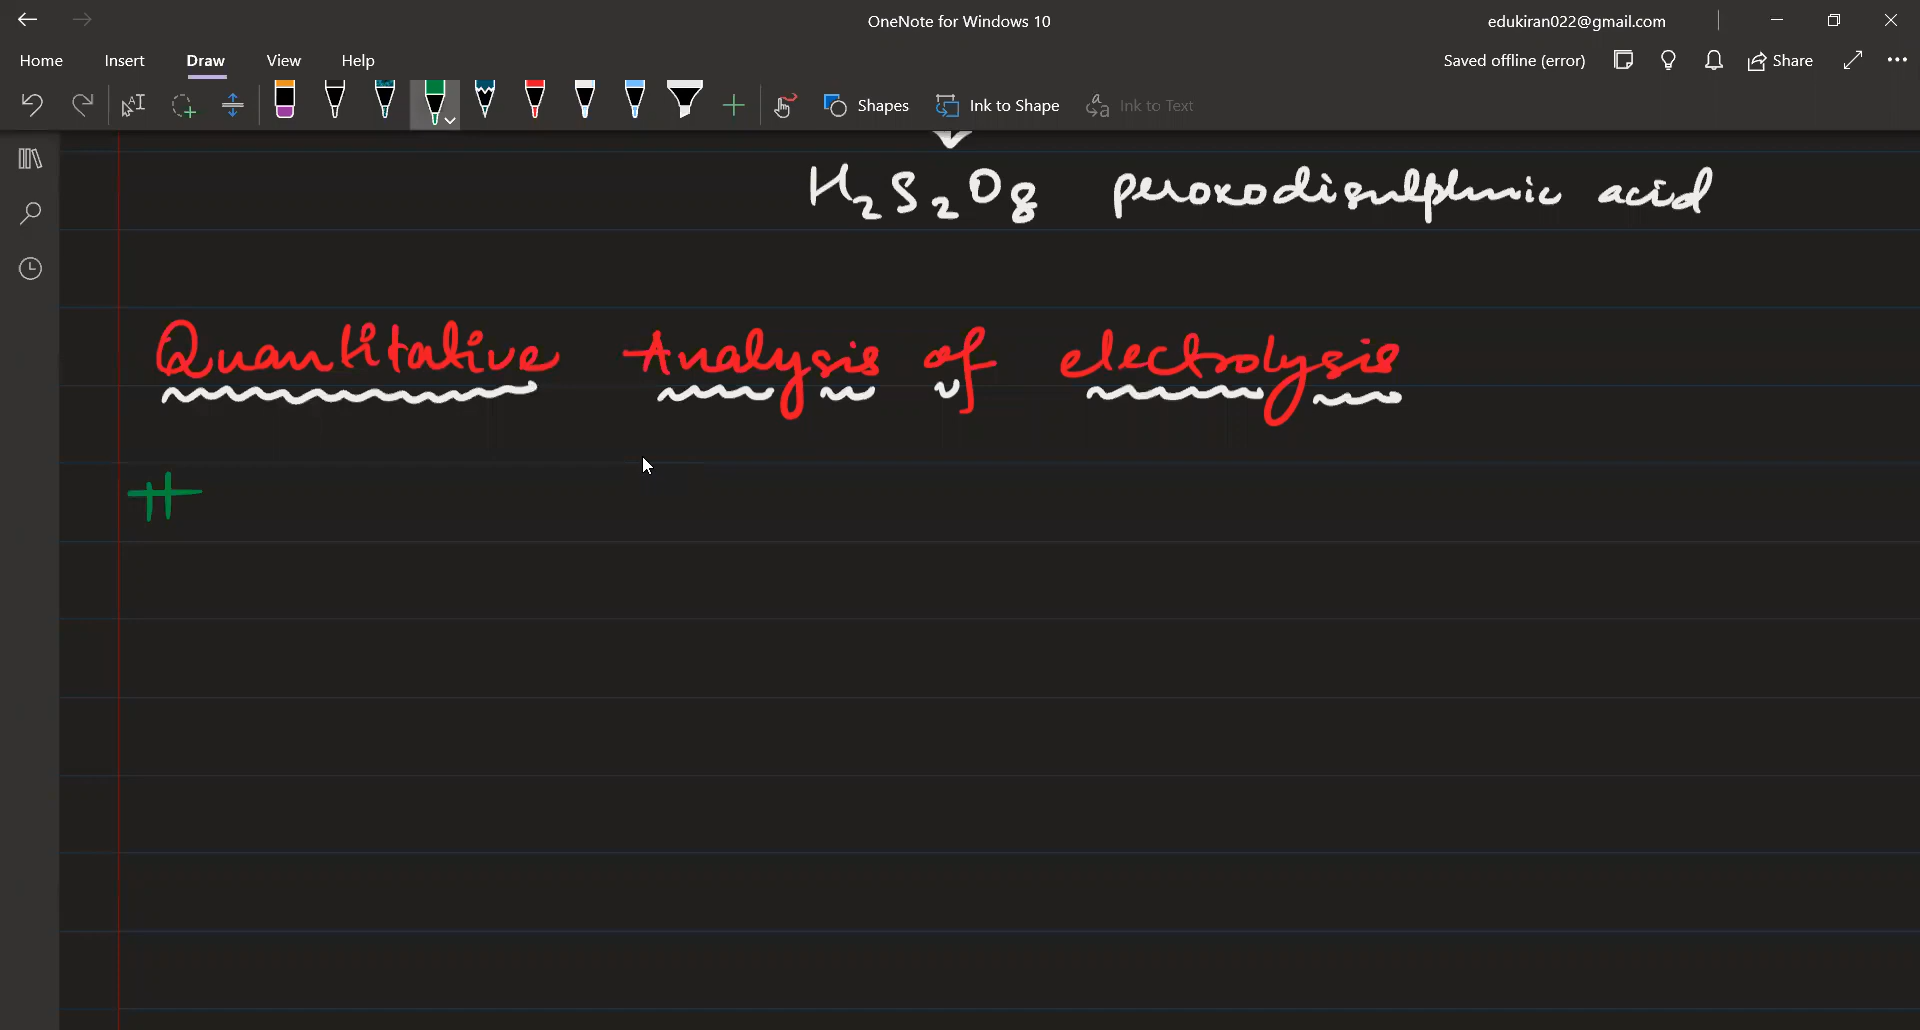 OneNote for Windows 10
edukiran022@gmail.com
Home Insert Draw View Help
Saved offline (error) Share
Shapes Ink to Shape Ink to Text
H₂S₂O₈ peroxodisulphuric acid
Quantitative Analysis of electrolysis
#